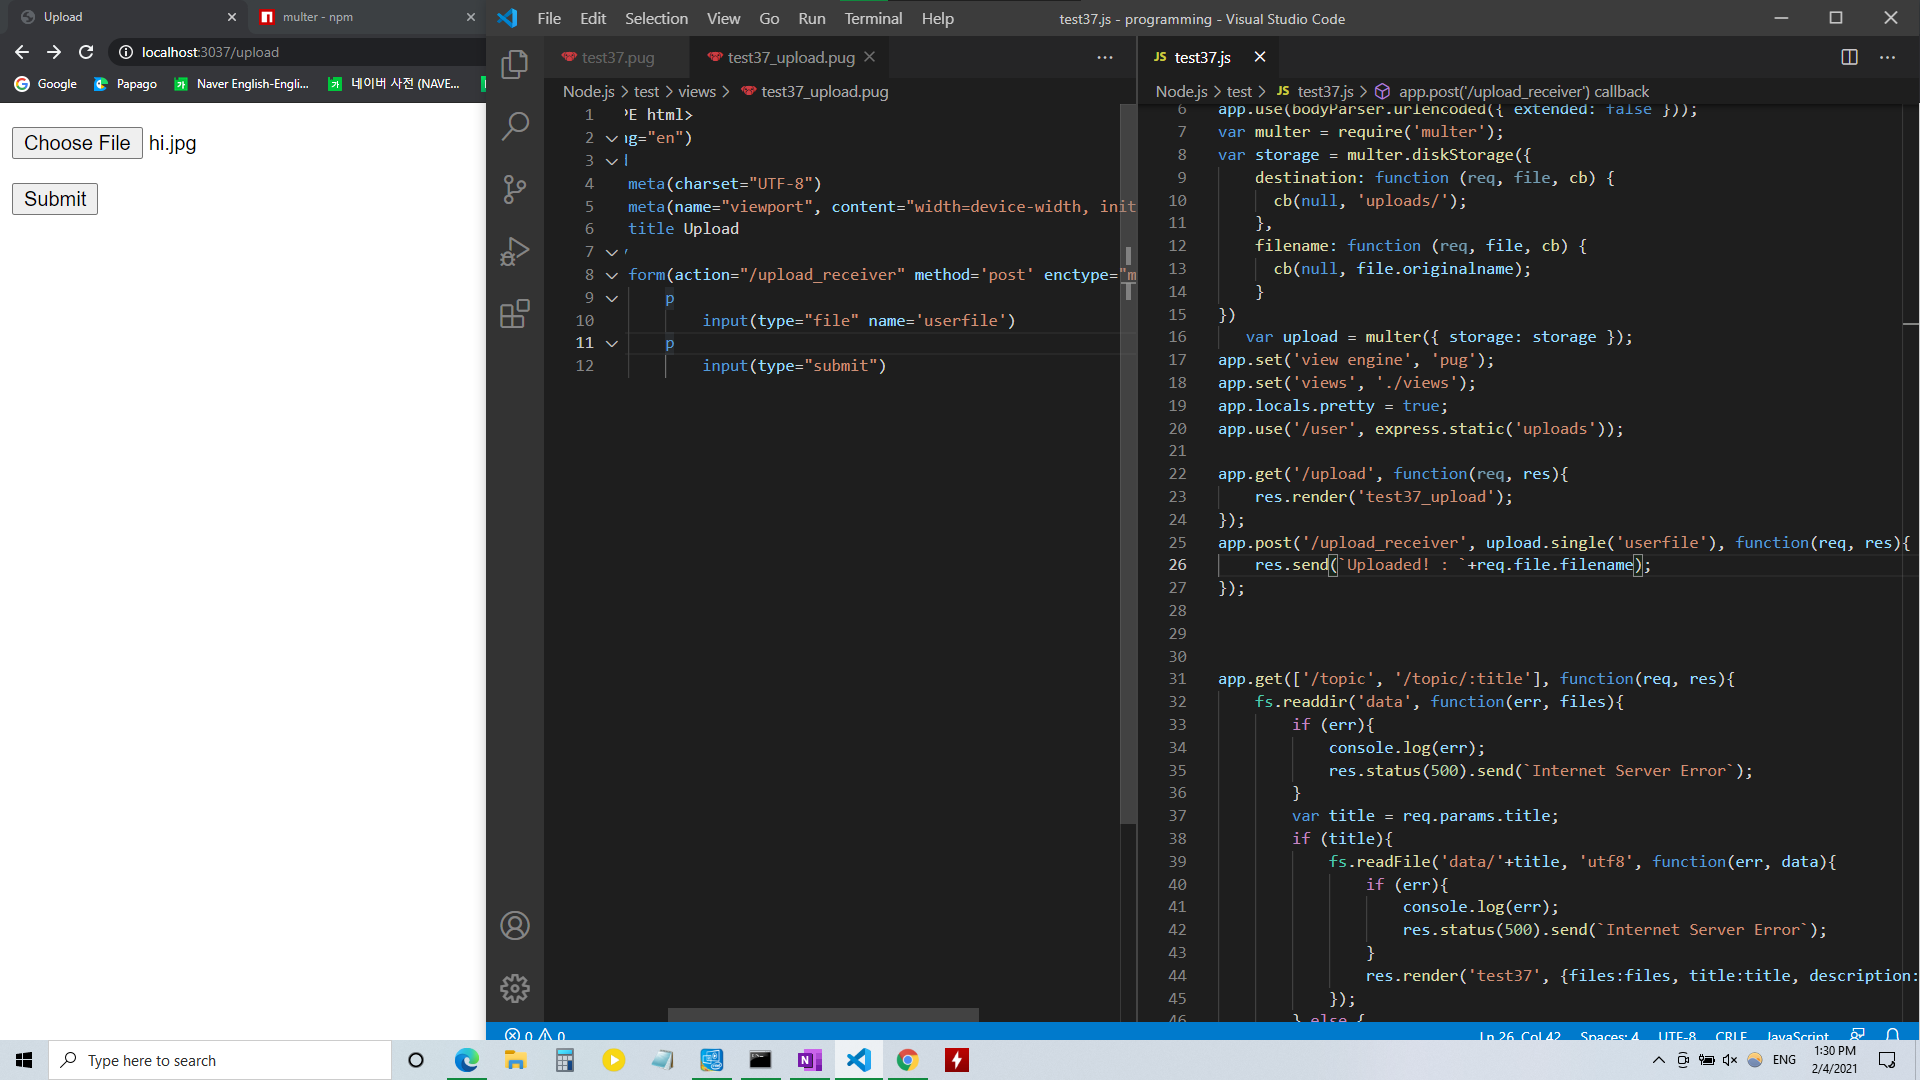 Upload
multer - npm
localhost:3037/upload
Google
Papago
Naver English-Engli...
네이버 사전 (NAVE...
Choose File hi.jpg
Submit
File Edit Selection View Go Run Terminal Help
test37.js - programming - Visual Studio Code
test37.pug
test37_upload.pug
Node.js > test > views > test37_upload.pug
1 PE html>
2 ng="en")
3
4 meta(charset="UTF-8")
5 meta(name="viewport", content="width=device-width, init
6 title Upload
7
8 form(action="/upload_receiver" method='post' enctype="m
9 p
10 input(type="file" name='userfile')
11 p
12 input(type="submit")
JS test37.js
Node.js > test > JS test37.js > app.post('/upload_receiver') callback
6 app.use(bodyParser.urlencoded({ extended: false }));
7 var multer = require('multer');
8 var storage = multer.diskStorage({
9 destination: function (req, file, cb) {
10 cb(null, 'uploads/');
11 },
12 filename: function (req, file, cb) {
13 cb(null, file.originalname);
14 }
15 })
16 var upload = multer({ storage: storage });
17 app.set('view engine', 'pug');
18 app.set('views', './views');
19 app.locals.pretty = true;
20 app.use('/user', express.static('uploads'));
21
22 app.get('/upload', function(req, res){
23 res.render('test37_upload');
24 });
25 app.post('/upload_receiver', upload.single('userfile'), function(req, res){
26 res.send(`Uploaded! : `+req.file.filename);
27 });
28
29
30
31 app.get(['/topic', '/topic/:title'], function(req, res){
32 fs.readdir('data', function(err, files){
33 if (err){
34 console.log(err);
35 res.status(500).send(`Internet Server Error`);
36 }
37 var title = req.params.title;
38 if (title){
39 fs.readFile('data/'+title, 'utf8', function(err, data){
40 if (err){
41 console.log(err);
42 res.status(500).send(`Internet Server Error`);
43 }
44 res.render('test37', {files:files, title:title, description:
45 });
46 } else {
0 0
Ln 26, Col 42 Spaces: 4 UTF-8 CRLF JavaScript
Type here to search
ENG
1:30 PM
2/4/2021